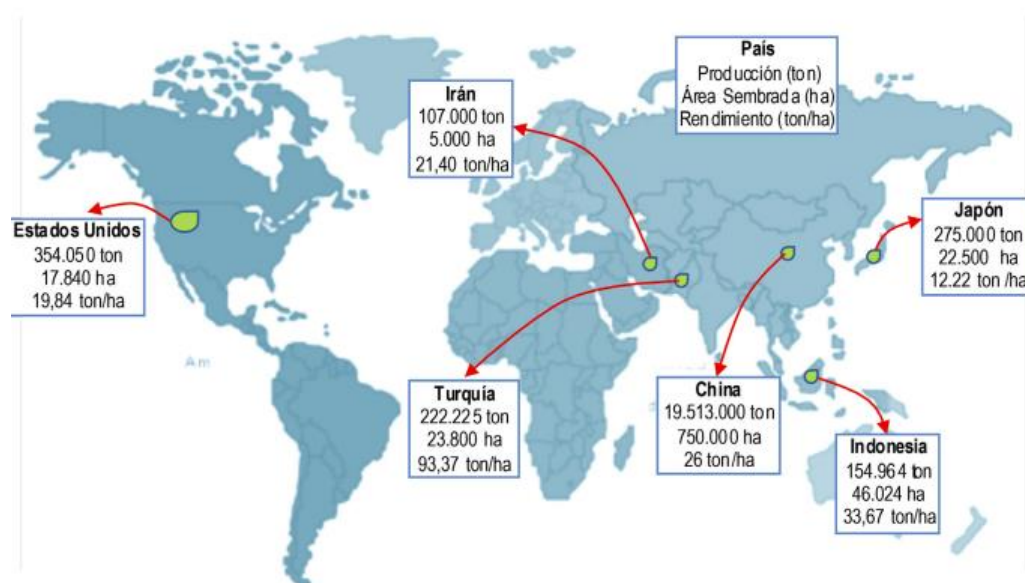 País
Producción (ton)
Área Sembrada (ha)
Rendimiento (ton/ha)
Irán
107.000 ton
5.000 ha
21,40 ton/ha
Estados Unidos
354.050 ton
17.840 ha
19,84 ton/ha
Japón
275.000 ton
22.500 ha
12.22 ton /ha
Am
Turquía
222.225 ton
23.800 ha
93,37 ton/ha
China
19.513.000 ton
750.000 ha
26 ton/ha
Indonesia
154.964 ton
46.024 ha
33,67 ton/ha